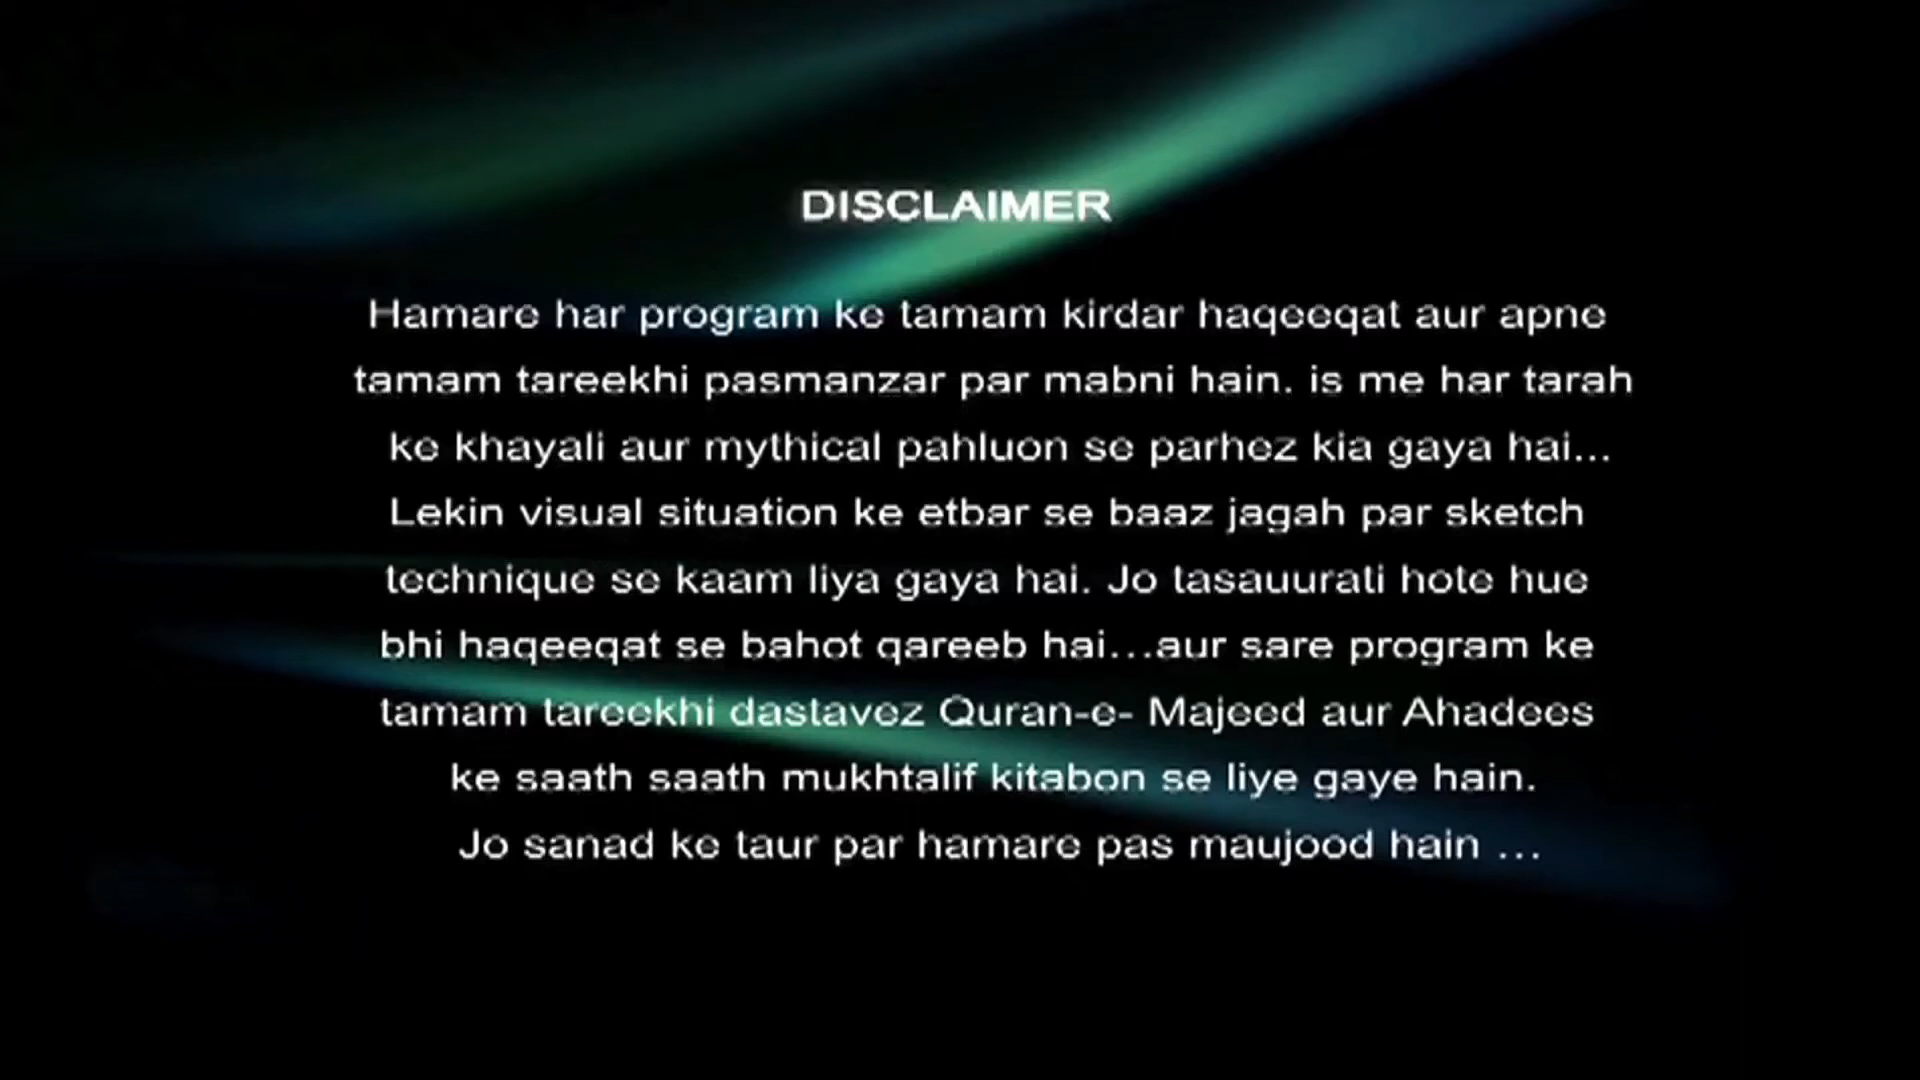 DISCLAIMER
Hamare har program ke tamam kirdar haqeeqat aur apne
tamam tareekhi pasmanzar par mabni hain. is me har tarah
ke khayali aur mythical pahluon se parhez kia gaya hai...
Lekin visual situation ke etbar se baaz jagah par sketch
technique se kaam liya gaya hai. Jo tasauurati hote hue
bhi haqeeqat se bahot qareeb hai...aur sare program ke
tamam tareekhi dastavez Quran-e- Majeed aur Ahadees
ke saath saath mukhtalif kitabon se liye gaye hain.
Jo sanad ke taur par hamare pas maujood hain ...